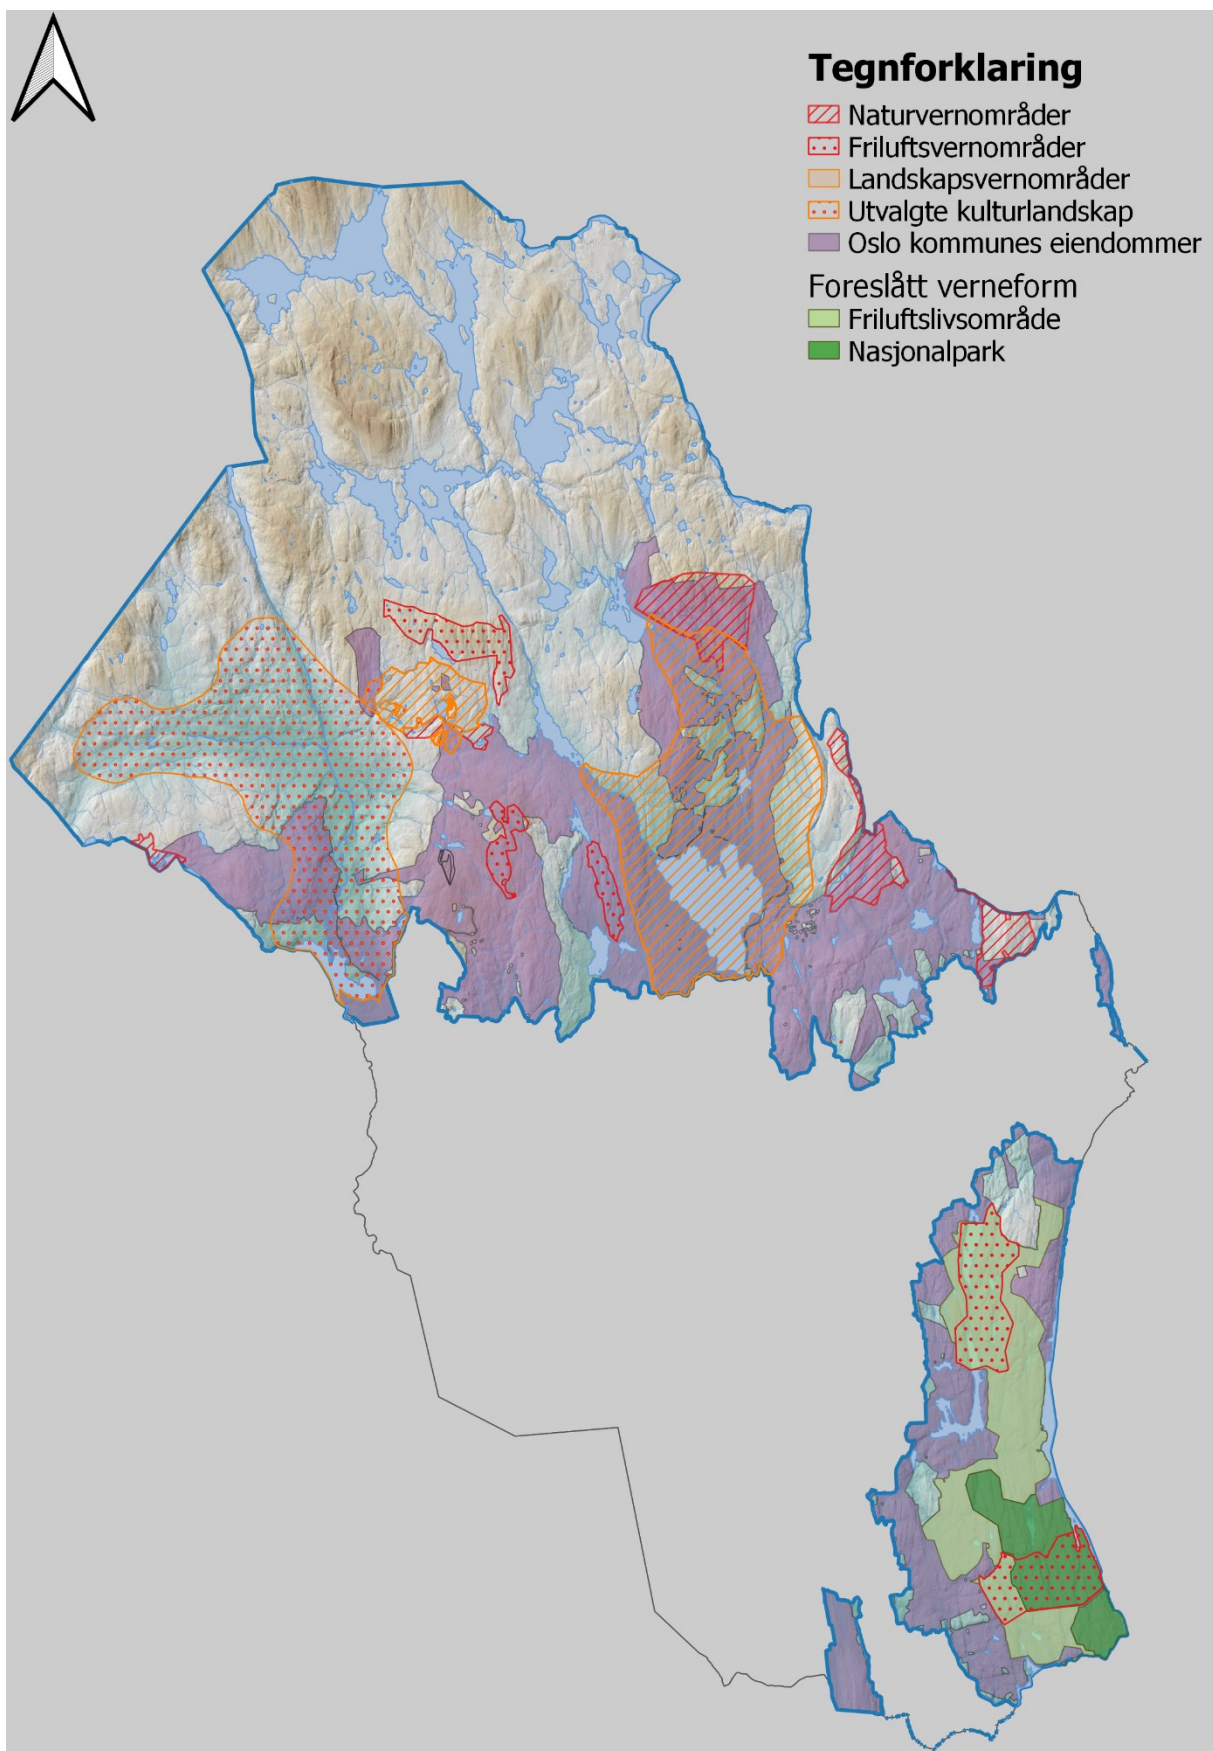 Tegnforklaring
Naturvernområder
Friluftsvernområder
Landskapsvernområder
Utvalgte kulturlandskap
Oslo kommunes eiendommer
Foreslått verneform
Friluftslivsområde
Nasjonalpark